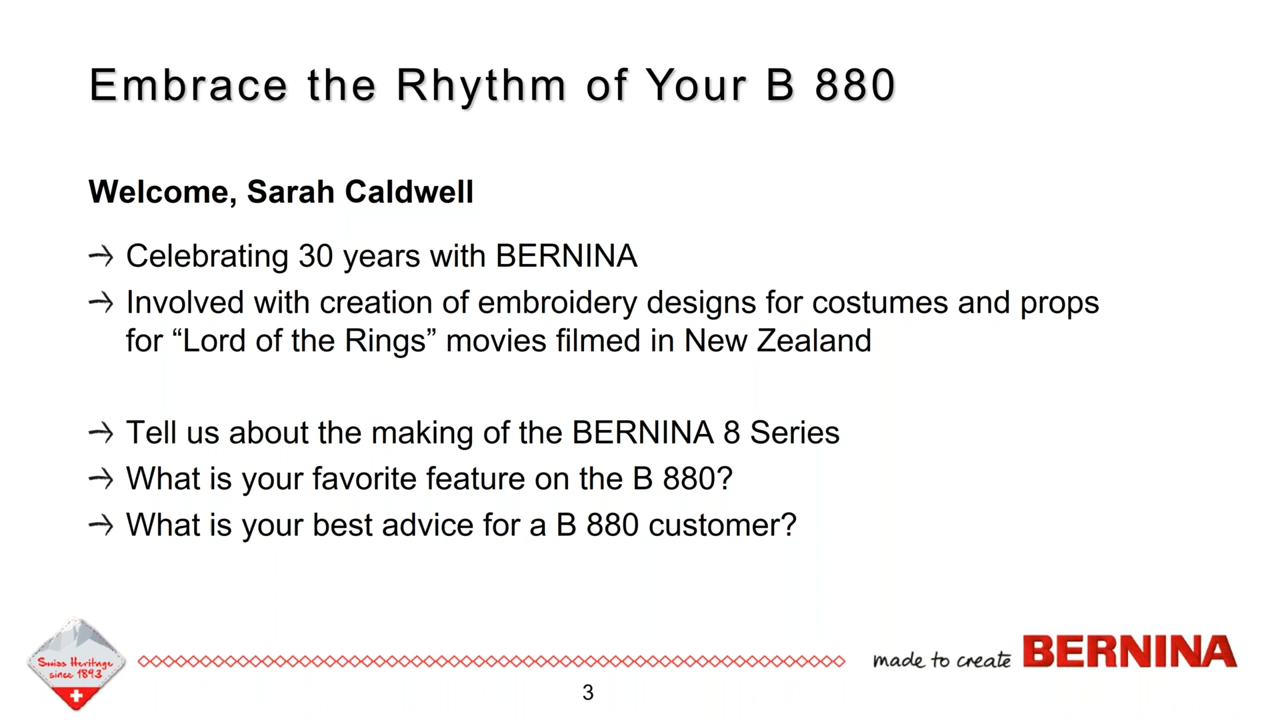 Embrace the Rhythm of Your B 880
Welcome, Sarah Caldwell
→ Celebrating 30 years with BERNINA
→ Involved with creation of embroidery designs for costumes and props
for “Lord of the Rings” movies filmed in New Zealand
→ Tell us about the making of the BERNINA 8 Series
→ What is your favorite feature on the B 880?
→ What is your best advice for a B 880 customer?
Swiss Heritage
since 1893
made to create BERNINA
3